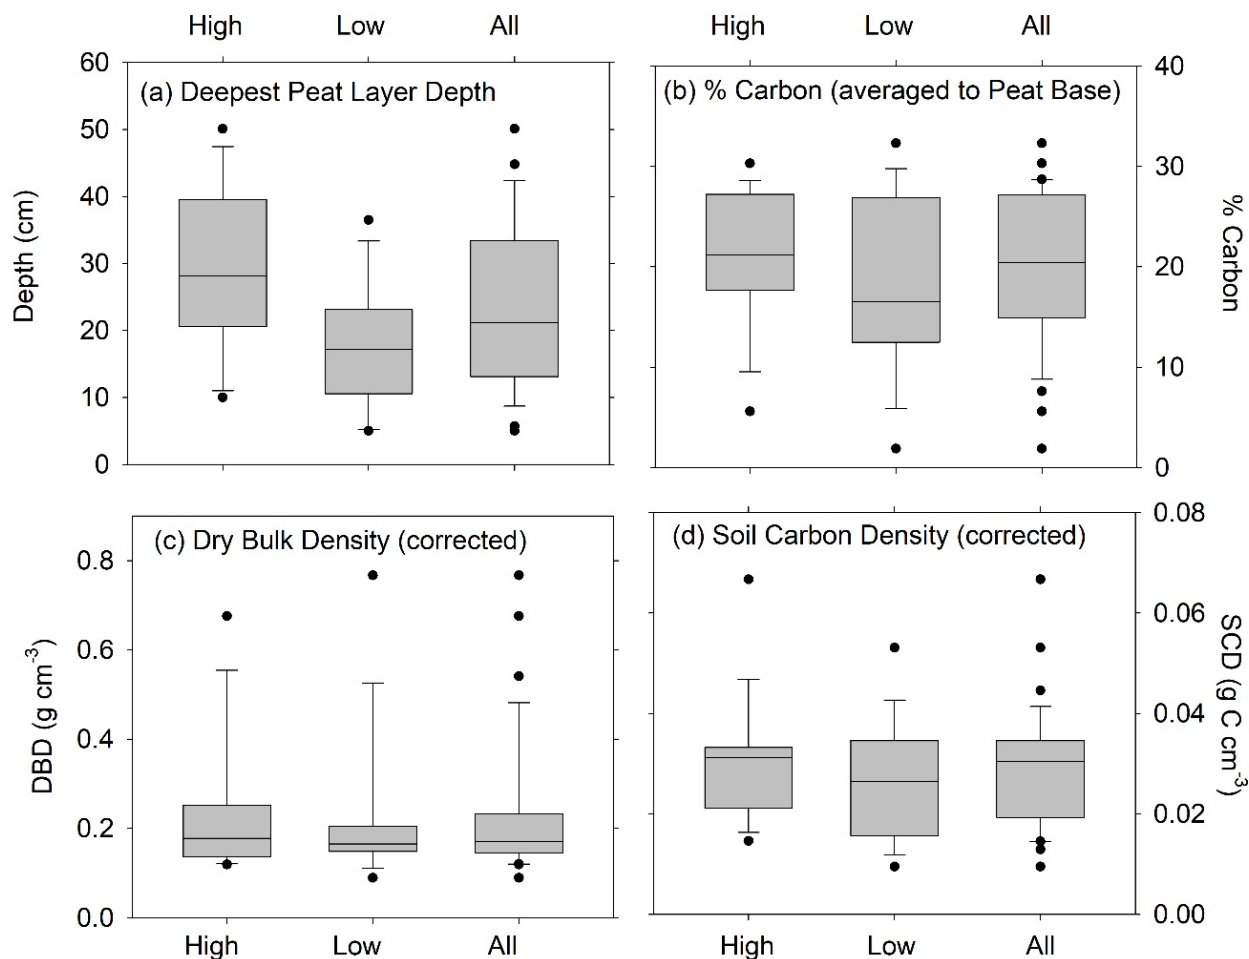 High Low All
High Low All
(a) Deepest Peat Layer Depth
60
50
40
30
20
10
0
Depth (cm)
(b) % Carbon (averaged to Peat Base)
40
30
20
10
0
% Carbon
(c) Dry Bulk Density (corrected)
0.8
0.6
0.4
0.2
0.0
DBD (g cm⁻³)
High Low All
(d) Soil Carbon Density (corrected)
0.08
0.06
0.04
0.02
0.00
SCD (g C cm⁻³)
High Low All